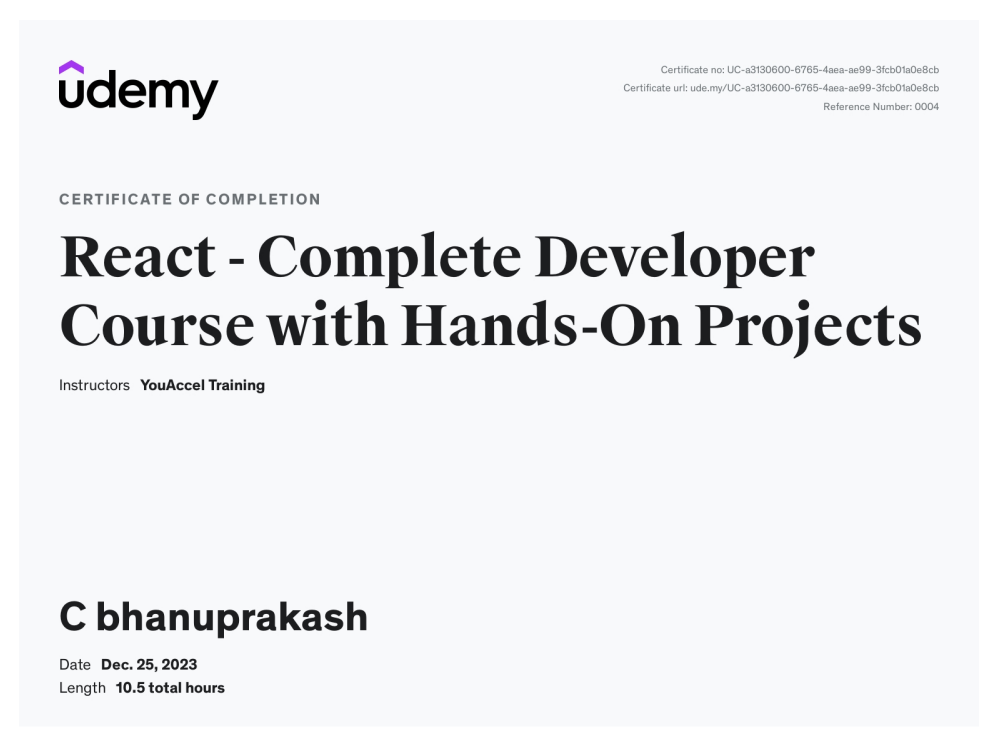 udemy
Certificate no: UC-a3130600-6765-4aea-ae99-3fcb01a0e8cb
Certificate url: ude.my/UC-a3130600-6765-4aea-ae99-3fcb01a0e8cb
Reference Number: 0004
CERTIFICATE OF COMPLETION
React - Complete Developer
Course with Hands-On Projects
Instructors YouAccel Training
C bhanuprakash
Date Dec. 25, 2023
Length 10.5 total hours